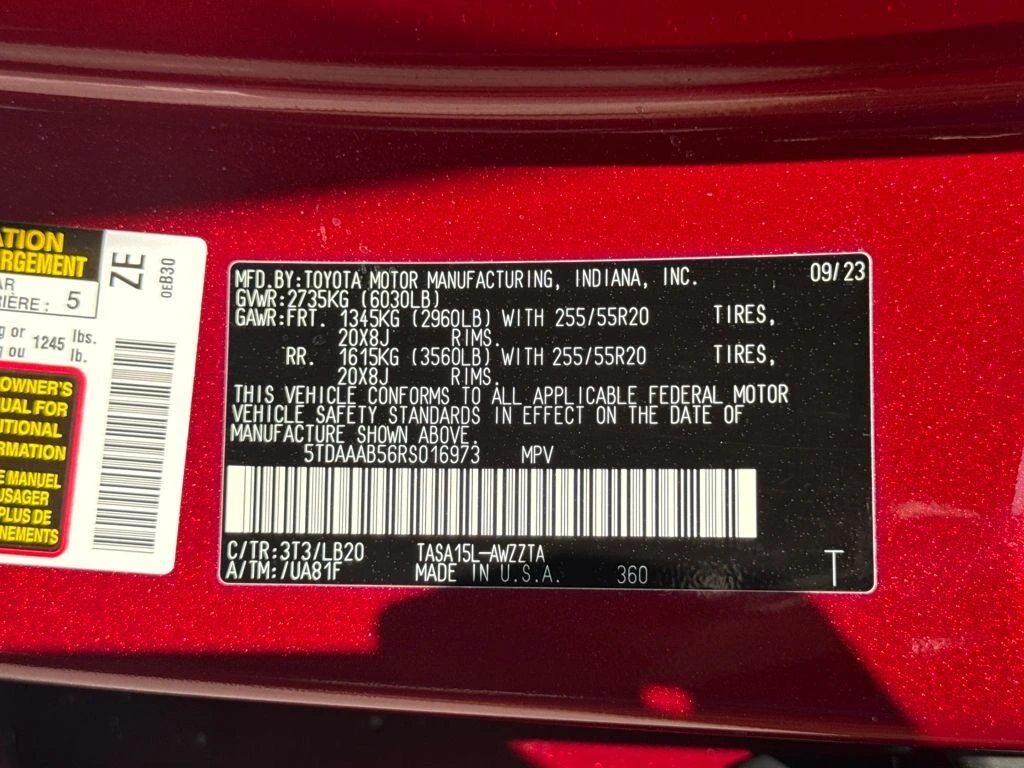 ATION
RGEMENT
AR
RIÈRE : 5
g or 1245 lbs.
g ou lb.
OWNER'S
UAL FOR
ITIONAL
RMATION
E MANUEL
USAGER
PLUS DE
NEMENTS
ZE
0EB30
MFD.BY:TOYOTA MOTOR MANUFACTURING, INDIANA, INC. 09/23
GVWR:2735KG (6030LB)
GAWR:FRT. 1345KG (2960LB) WITH 255/55R20 TIRES,
20X8J RIMS.
RR. 1615KG (3560LB) WITH 255/55R20 TIRES,
20X8J RIMS.
THIS VEHICLE CONFORMS TO ALL APPLICABLE FEDERAL MOTOR
VEHICLE SAFETY STANDARDS IN EFFECT ON THE DATE OF
MANUFACTURE SHOWN ABOVE.
5TDAAAB56RS016973 MPV
C/TR:3T3/LB20 TASA15L-AWZZTA
A/TM:/UA81F MADE IN U.S.A. 360 T